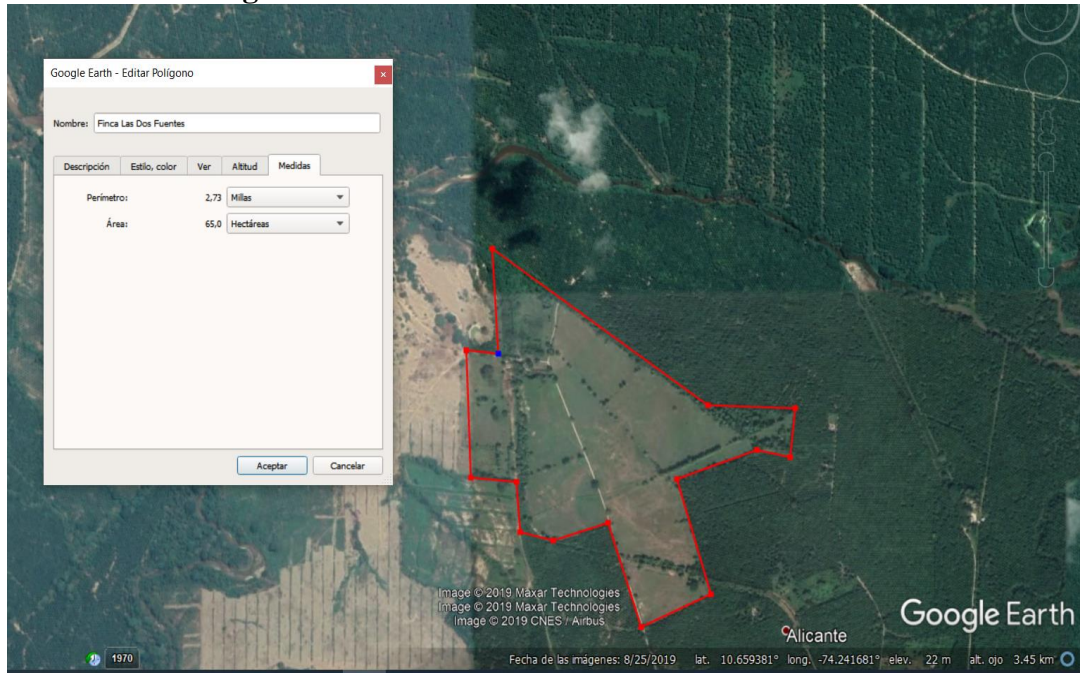 Google Earth - Editar Polígono
Nombre: Finca Las Dos Fuentes
Descripción Estilo, color Ver Altitud Medidas
Perímetro: 2,73 Millas
Área: 65,0 Hectáreas
Aceptar Cancelar
Image © 2019 Maxar Technologies
Image © 2019 Maxar Technologies
Image © 2019 CNES / Airbus
Google Earth
Alicante
1970
Fecha de las imágenes: 8/25/2019 lat. 10.659381° long. -74.241681° elev. 22 m alt. ojo 3.45 km